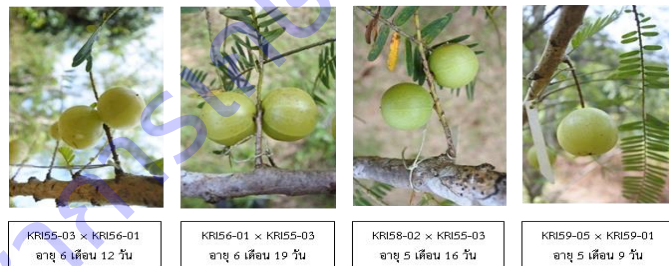 KRI55-03 × KRI56-01
อายุ 6 เดือน 12 วัน
KRI56-01 × KRI55-03
อายุ 6 เดือน 19 วัน
KRI58-02 × KRI55-03
อายุ 5 เดือน 16 วัน
KRI59-05 × KRI59-01
อายุ 5 เดือน 9 วัน